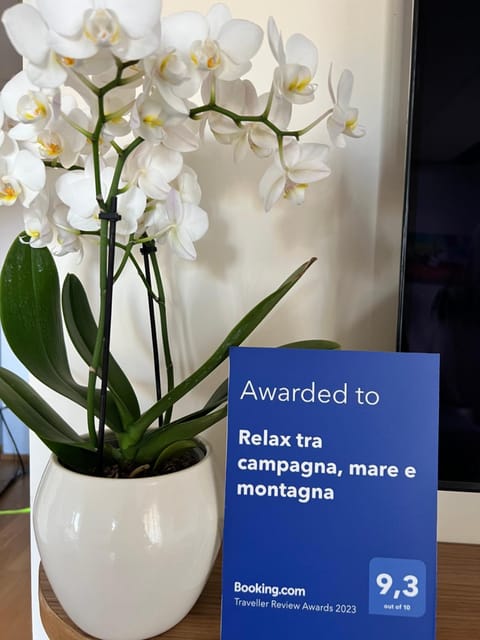 Awarded to
Relax tra
campagna, mare e
montagna
Booking.com
Traveller Review Awards 2023
9,3
out of 10